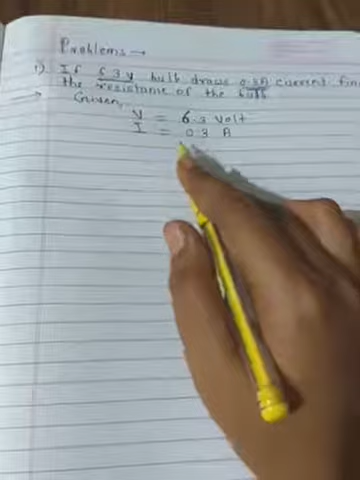 Problems →
1) If 6.3 V bulb draws 0.3A current find
the resistance of the bulb
→ Given,
V = 6.3 Volt
I = 0.3 A